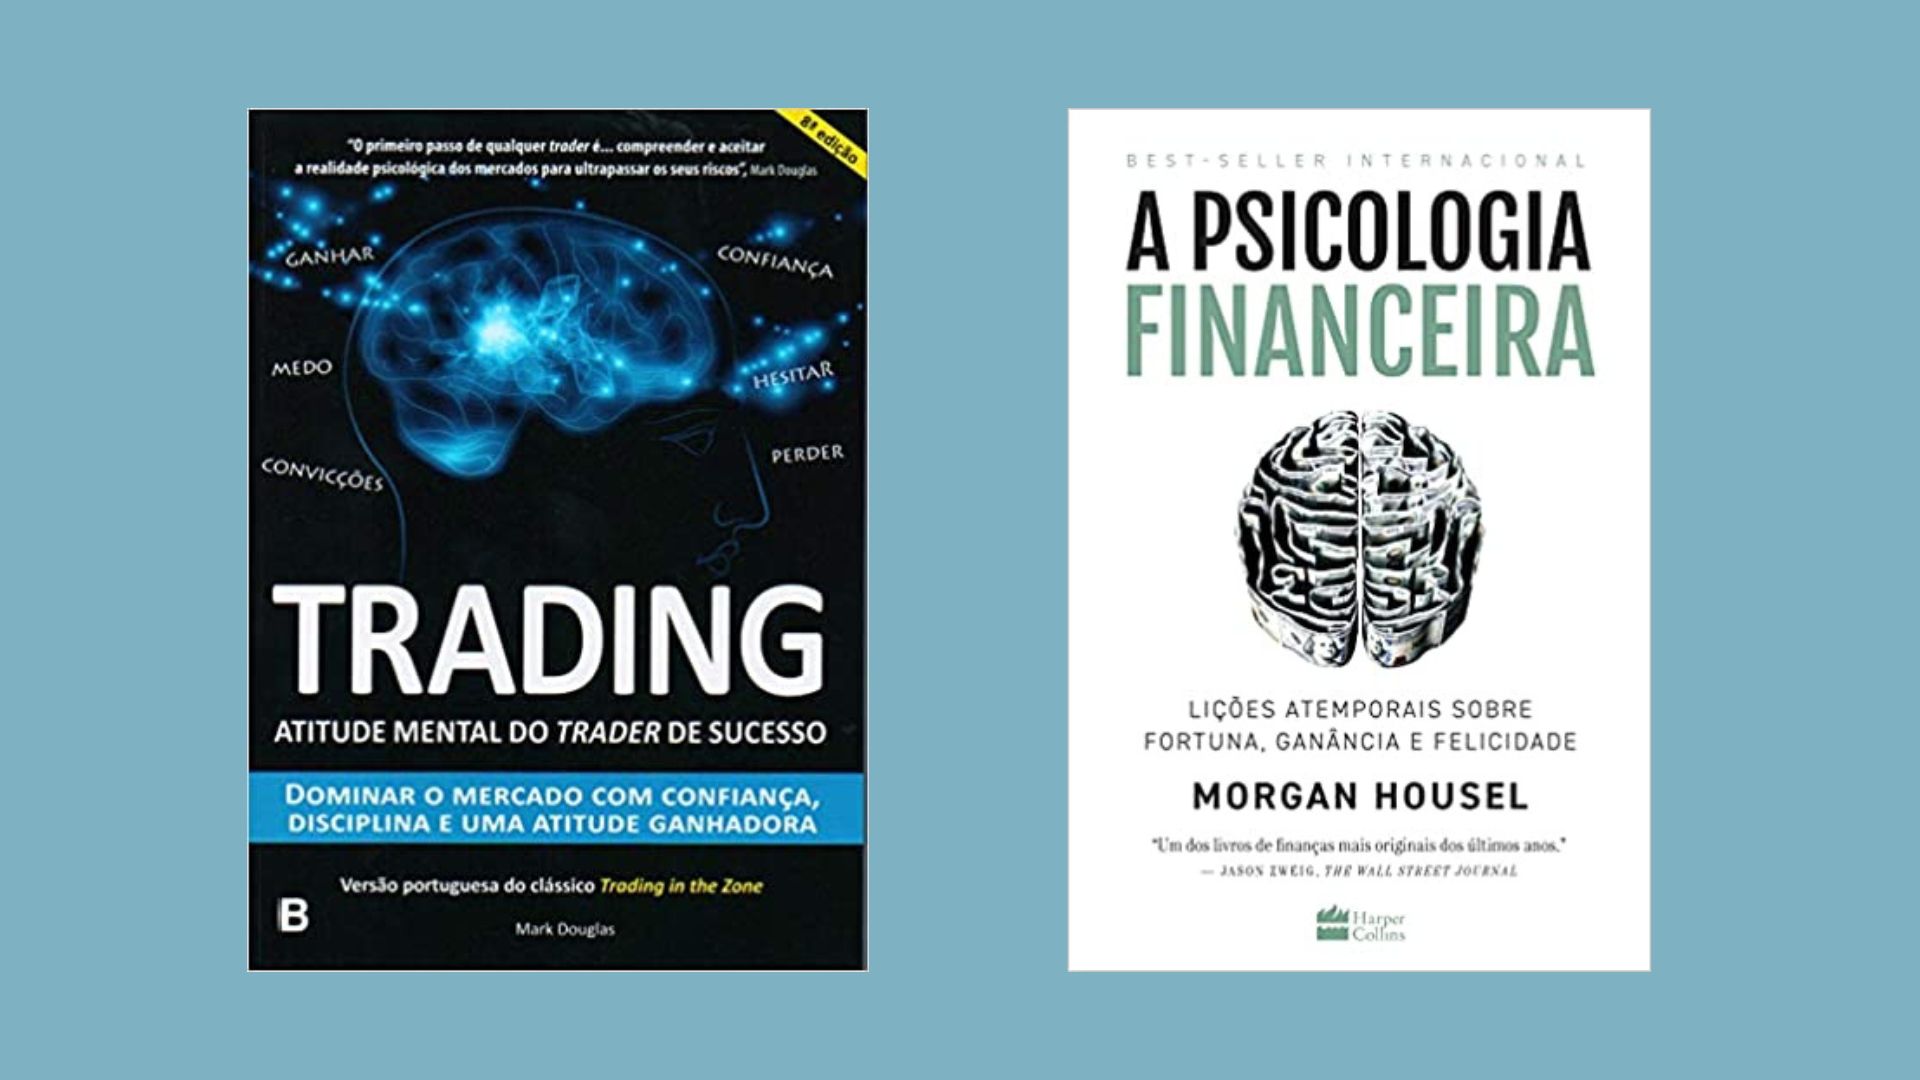 8ª edição
"O primeiro passo de qualquer trader é... compreender e aceitar
a realidade psicológica dos mercados para ultrapassar os seus riscos", Mark Douglas
GANHAR
CONFIANÇA
MEDO
HESITAR
CONVICÇÕES
PERDER
TRADING
ATITUDE MENTAL DO TRADER DE SUCESSO
DOMINAR O MERCADO COM CONFIANÇA,
DISCIPLINA E UMA ATITUDE GANHADORA
Versão portuguesa do clássico Trading in the Zone
B
Mark Douglas
BEST-SELLER INTERNACIONAL
A PSICOLOGIA
FINANCEIRA
LIÇÕES ATEMPORAIS SOBRE
FORTUNA, GANÂNCIA E FELICIDADE
MORGAN HOUSEL
"Um dos livros de finanças mais originais dos últimos anos."
— JASON ZWEIG, THE WALL STREET JOURNAL
Harper
Collins